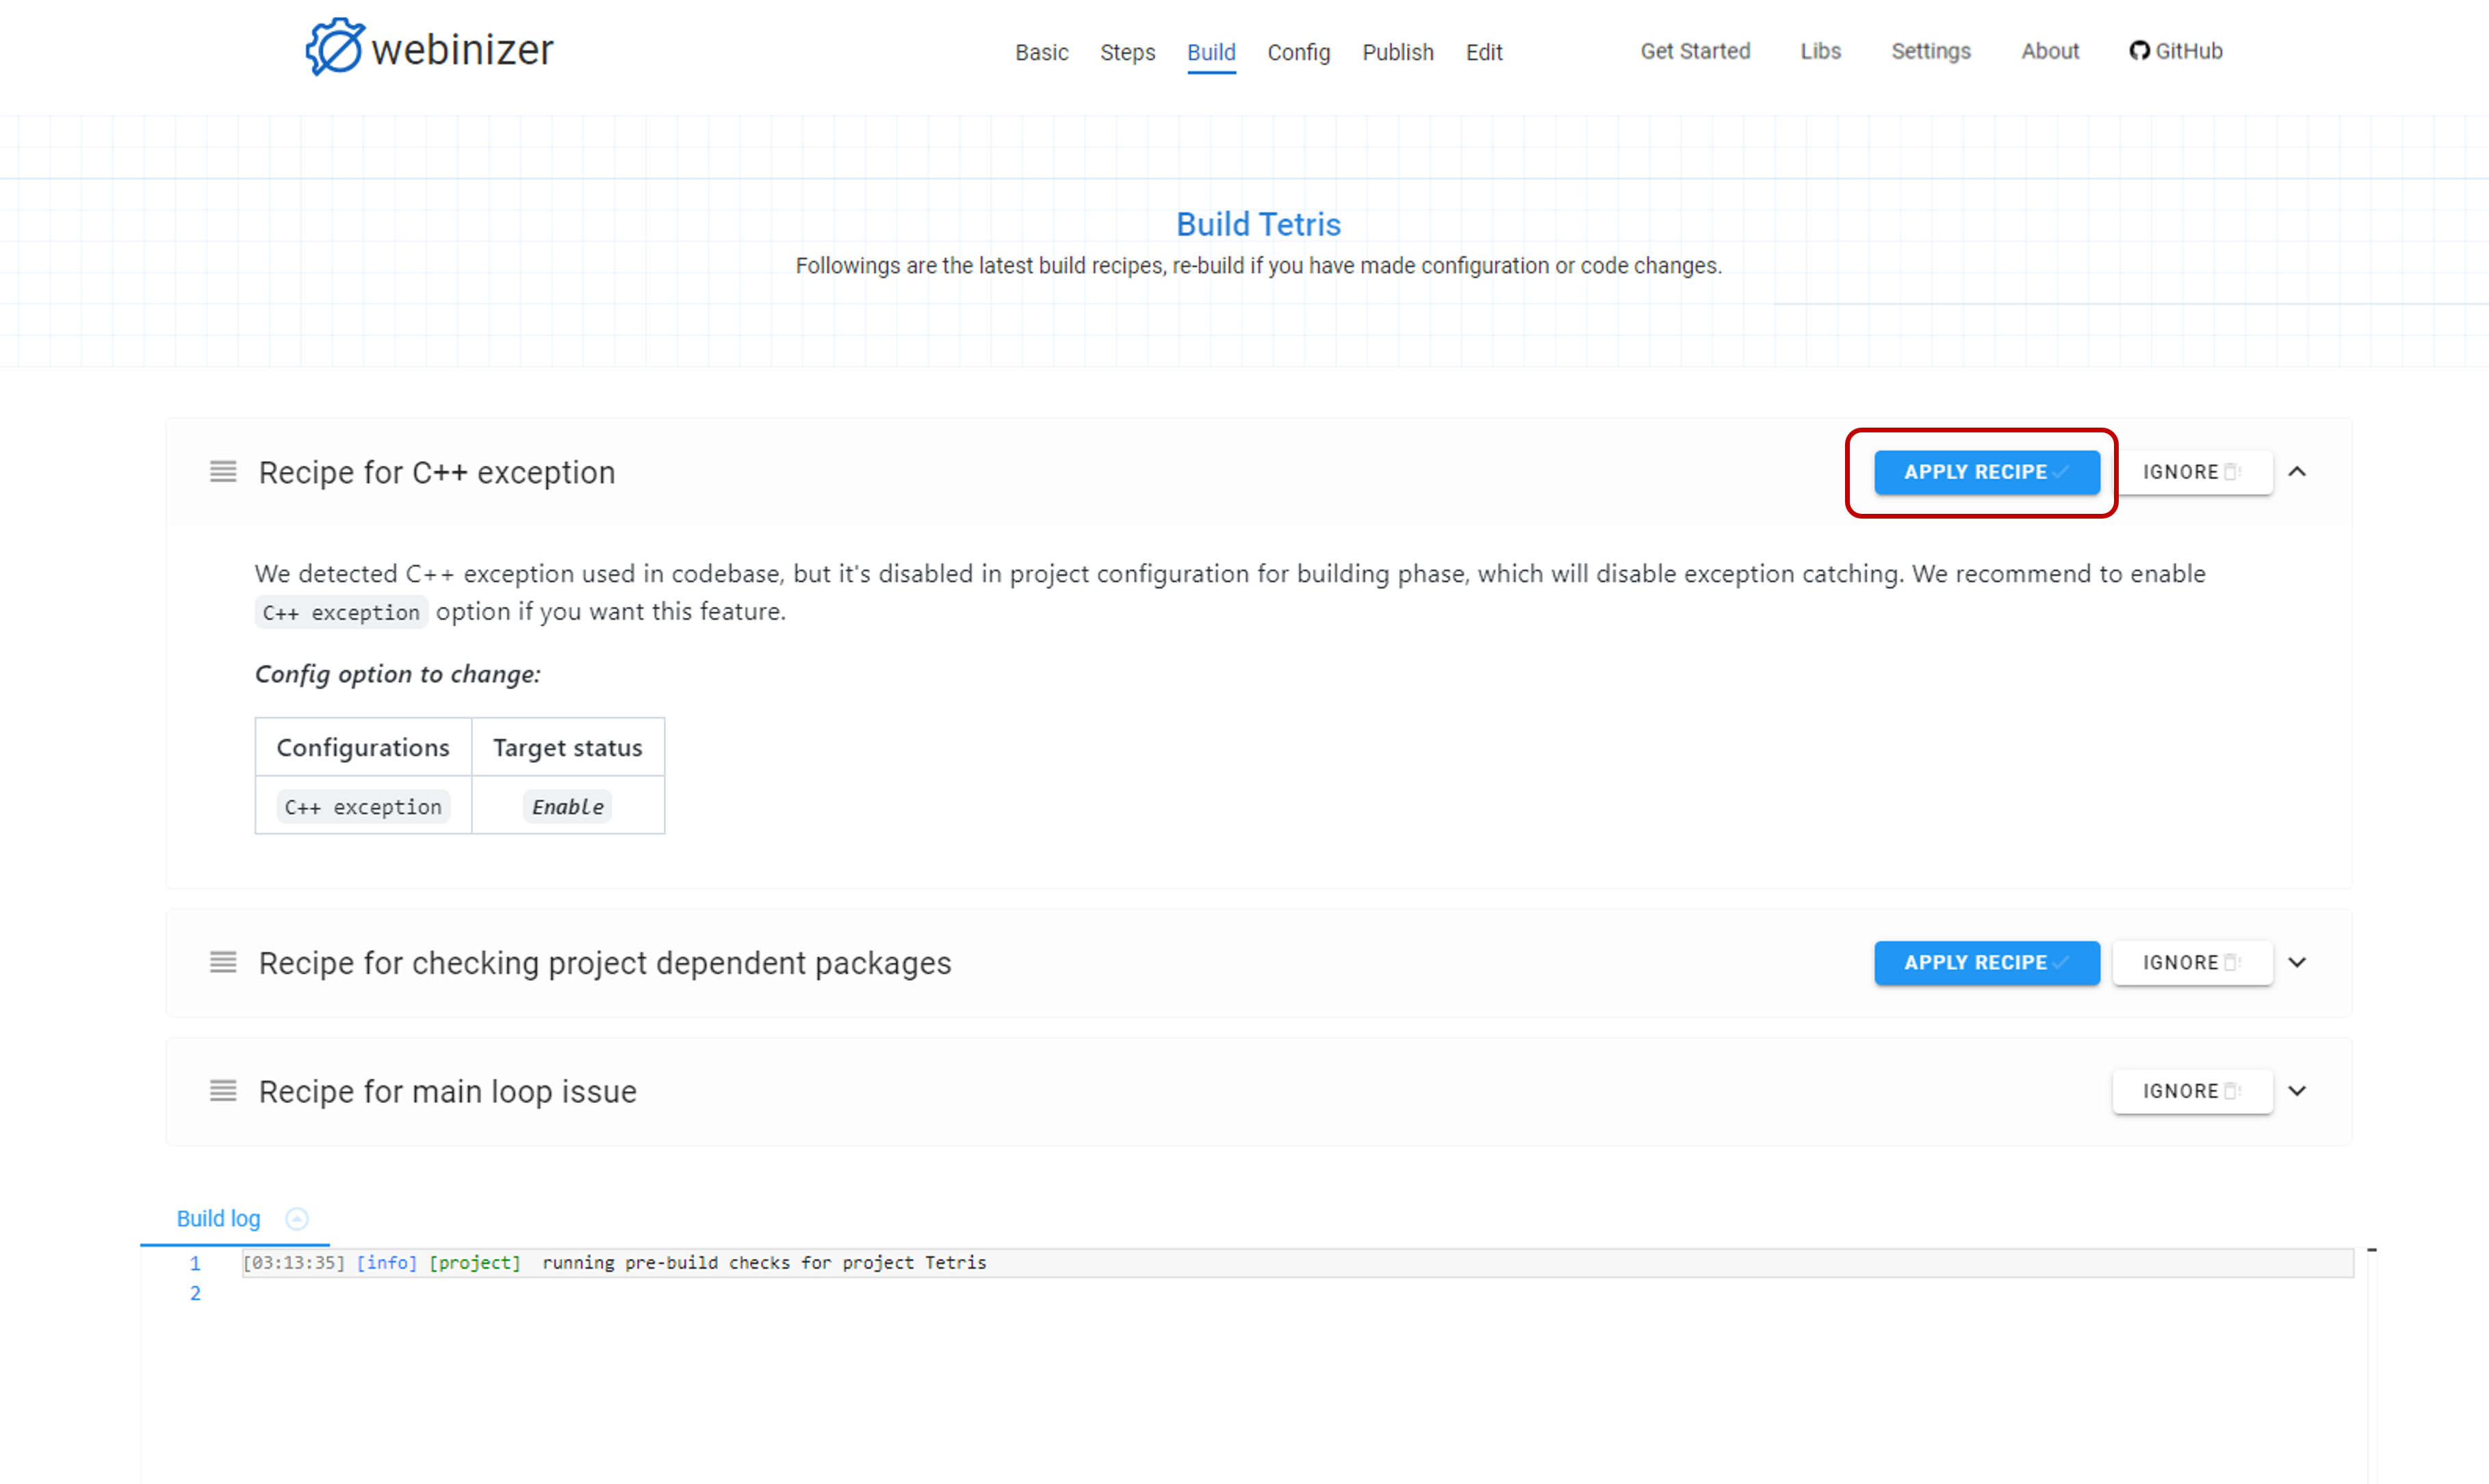 webinizer
Basic Steps Build Config Publish Edit Get Started Libs Settings About GitHub
Build Tetris
Followings are the latest build recipes, re-build if you have made configuration or code changes.
Recipe for C++ exception APPLY RECIPE IGNORE
We detected C++ exception used in codebase, but it's disabled in project configuration for building phase, which will disable exception catching. We recommend to enable
C++ exception option if you want this feature.
Config option to change:
Configurations Target status
C++ exception Enable
Recipe for checking project dependent packages APPLY RECIPE IGNORE
Recipe for main loop issue IGNORE
Build log
1 [03:13:35] [info] [project] running pre-build checks for project Tetris
2